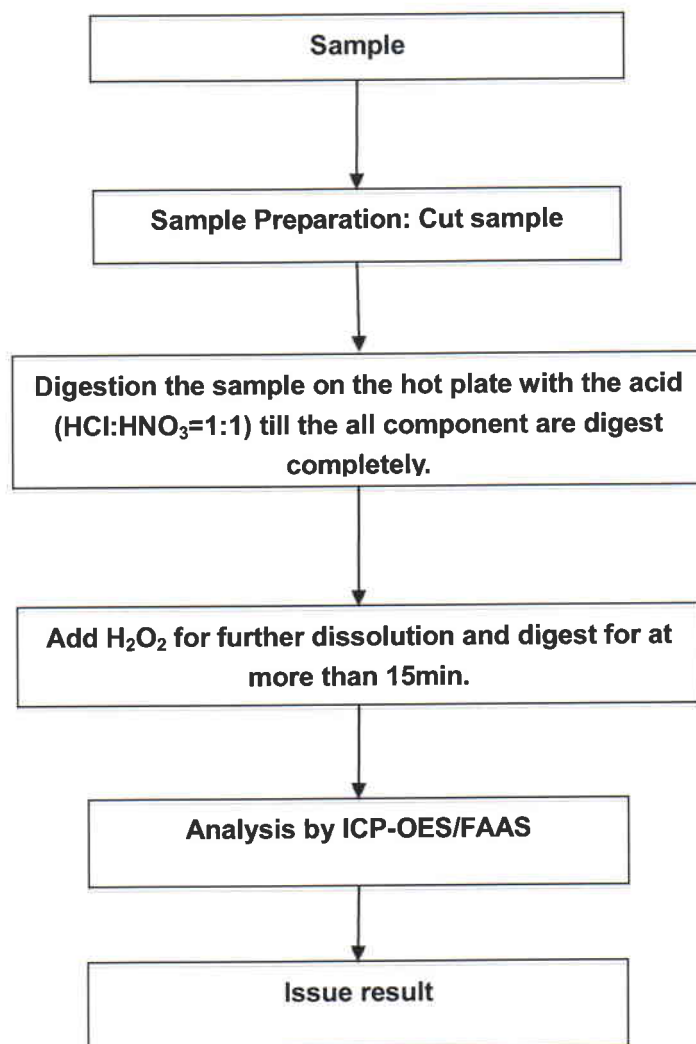 Sample
Sample Preparation: Cut sample
Digestion the sample on the hot plate with the acid
(HCl:HNO₃=1:1) till the all component are digest
completely.
Add H₂O₂ for further dissolution and digest for at
more than 15min.
Analysis by ICP-OES/FAAS
Issue result